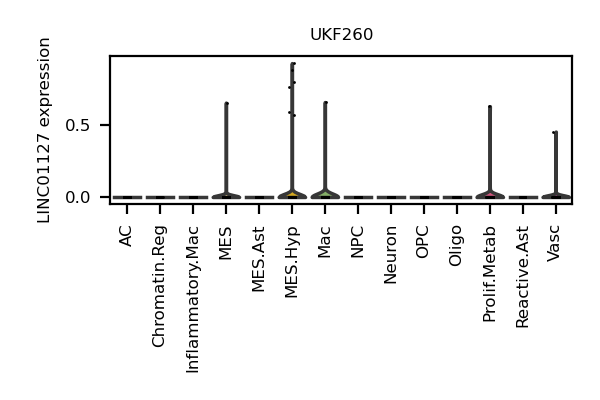 UKF260
LINC01127 expression
0.5
0.0
AC
Chromatin.Reg
Inflammatory.Mac
MES
MES.Ast
MES.Hyp
Mac
NPC
Neuron
OPC
Oligo
Prolif.Metab
Reactive.Ast
Vasc